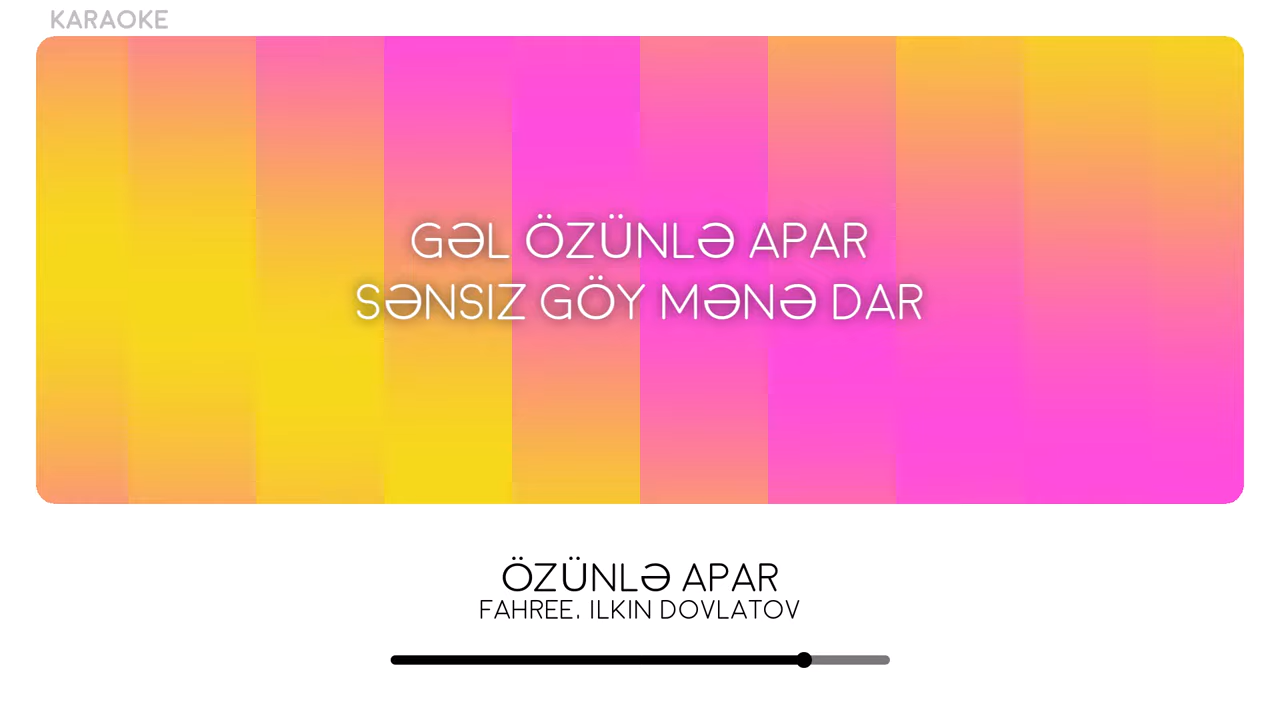 KARAOKE
GƏL ÖZÜNLƏ APAR
SƏNSIZ GÖY MƏNƏ DAR
ÖZÜNLƏ APAR
FAHREE, ILKIN DOVLATOV